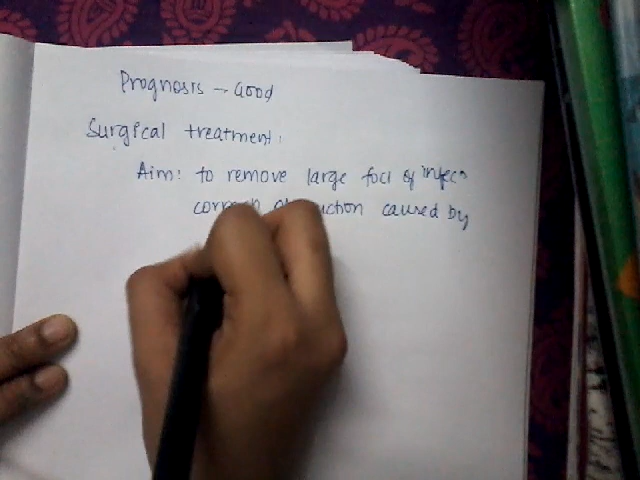 Prognosis → Good
Surgical treatment:
Aim: to remove large foci of infecⁿ
caused by